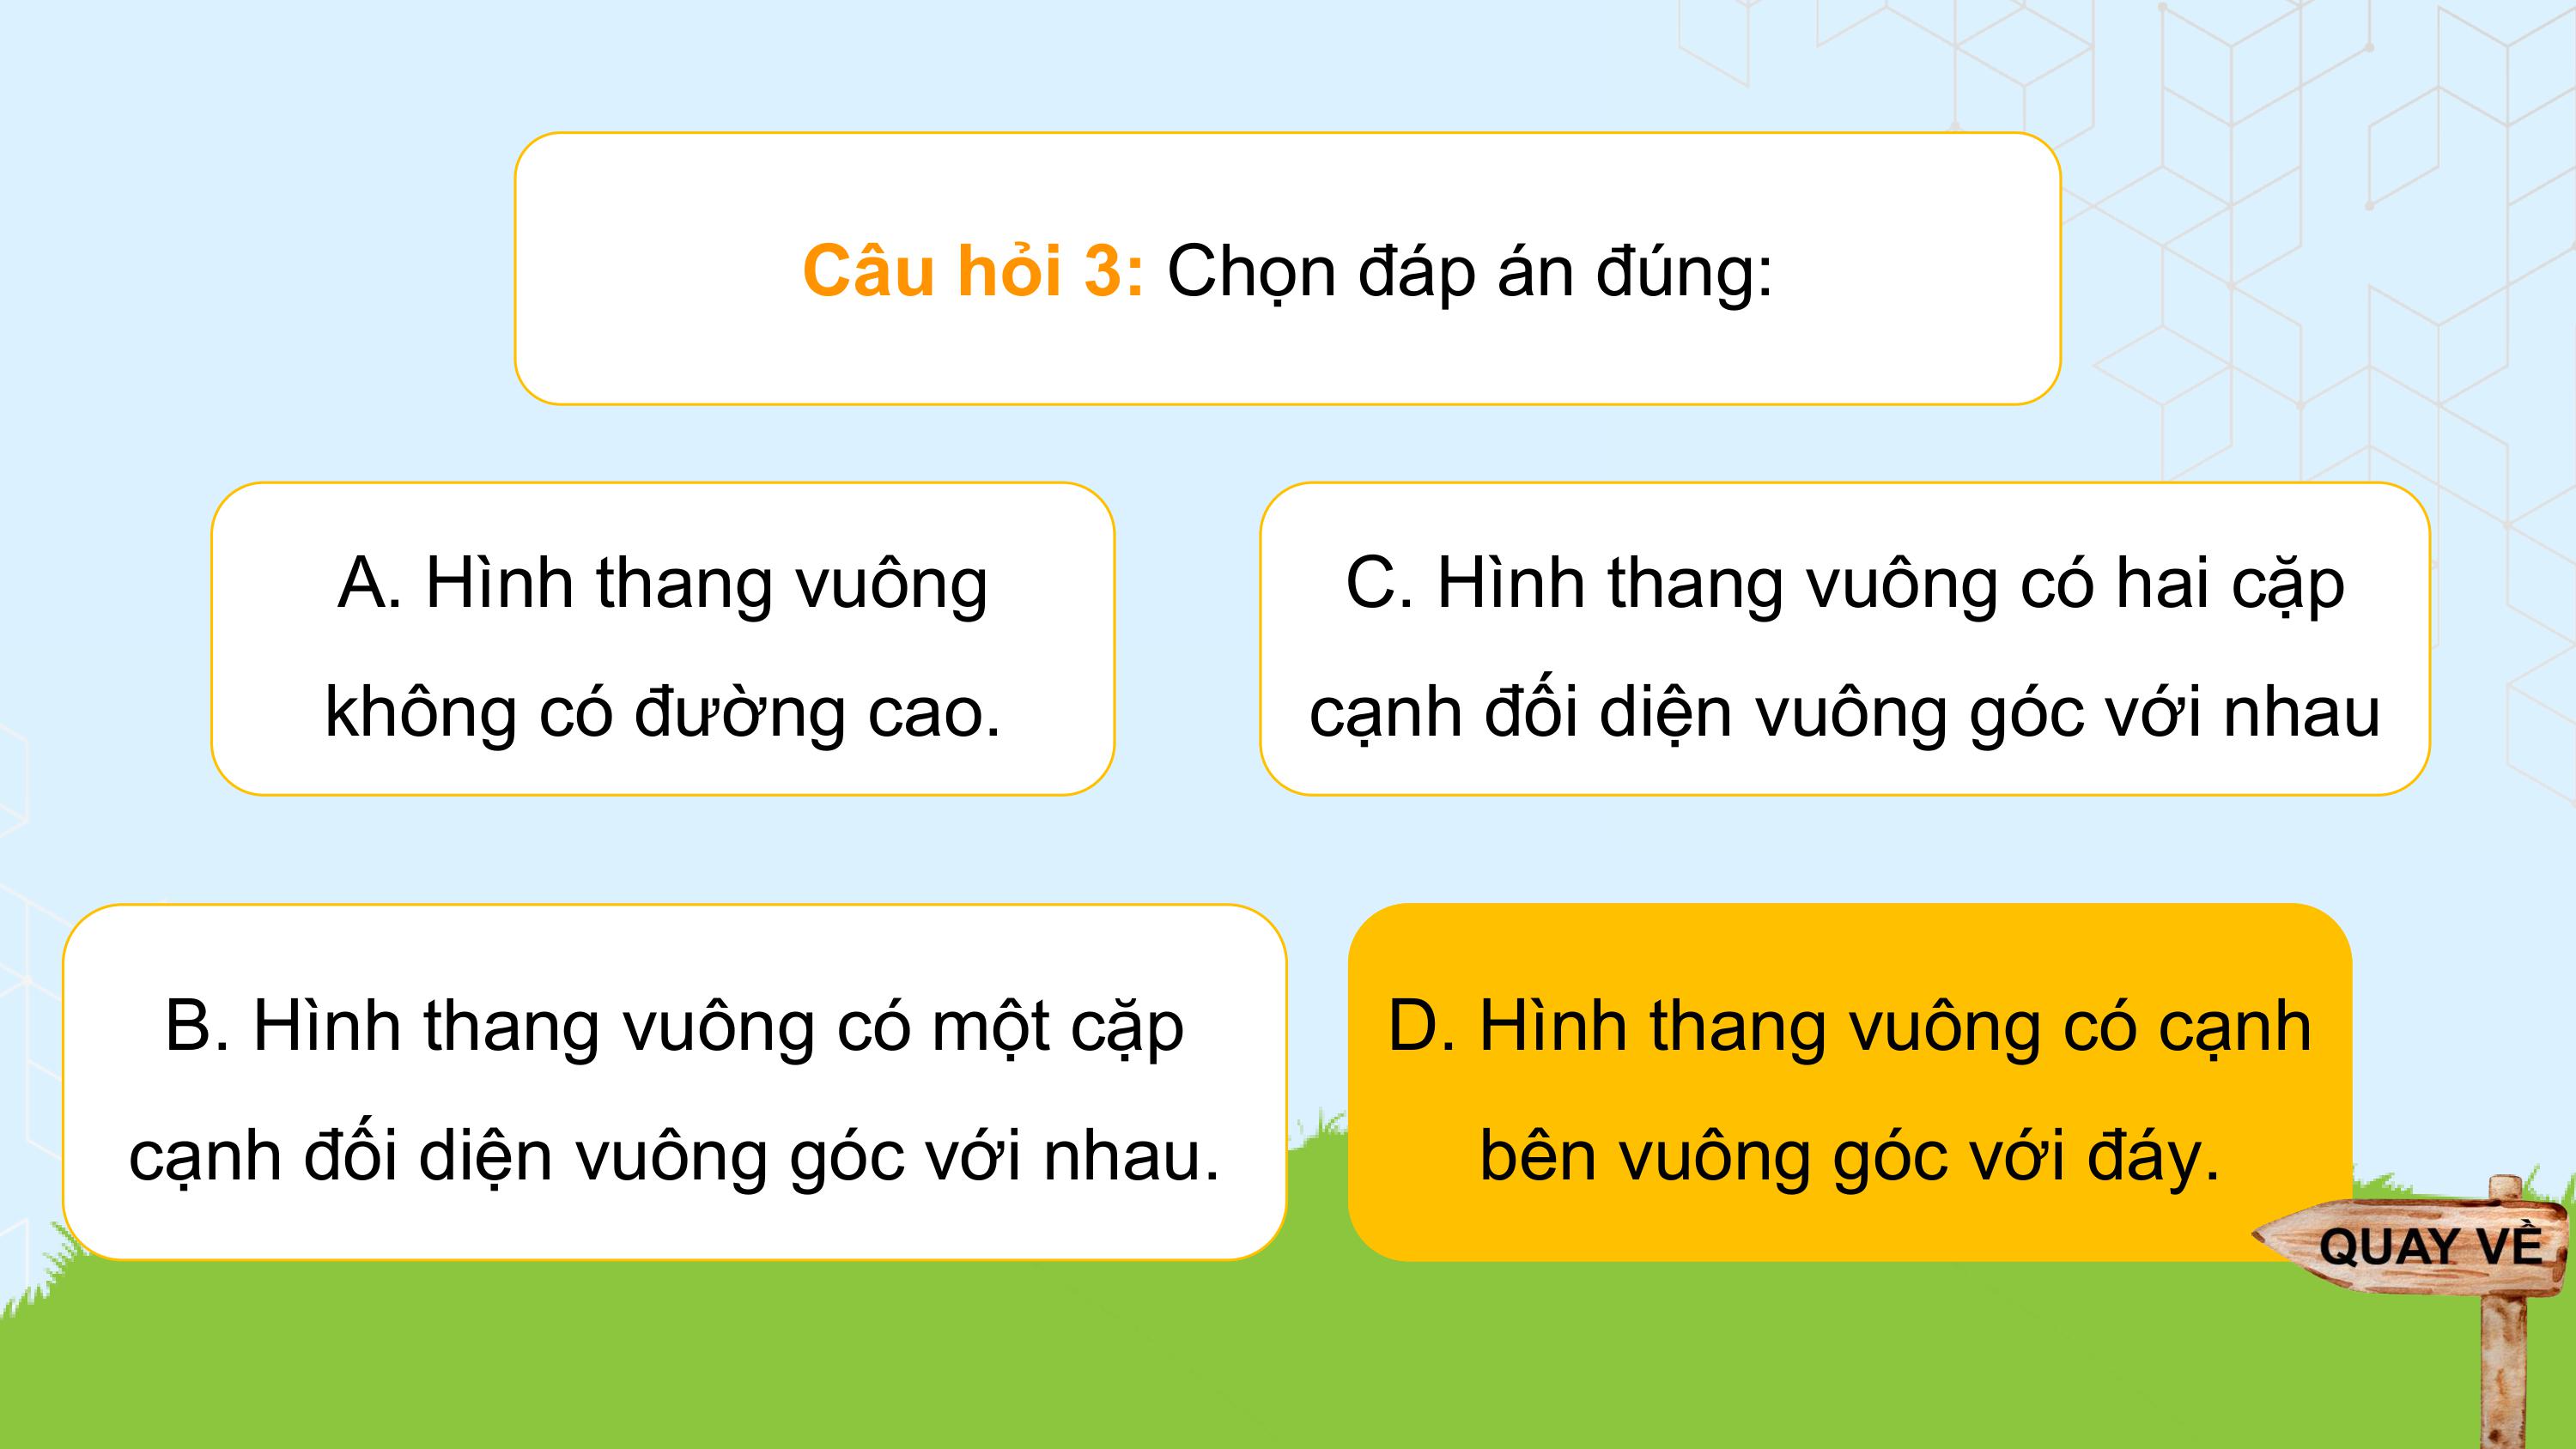 Câu hỏi 3: Chọn đáp án đúng:
A. Hình thang vuông
không có đường cao.
C. Hình thang vuông có hai cặp
cạnh đối diện vuông góc với nhau
B. Hình thang vuông có một cặp
cạnh đối diện vuông góc với nhau.
D. Hình thang vuông có cạnh
bên vuông góc với đáy.
QUAY VỀ